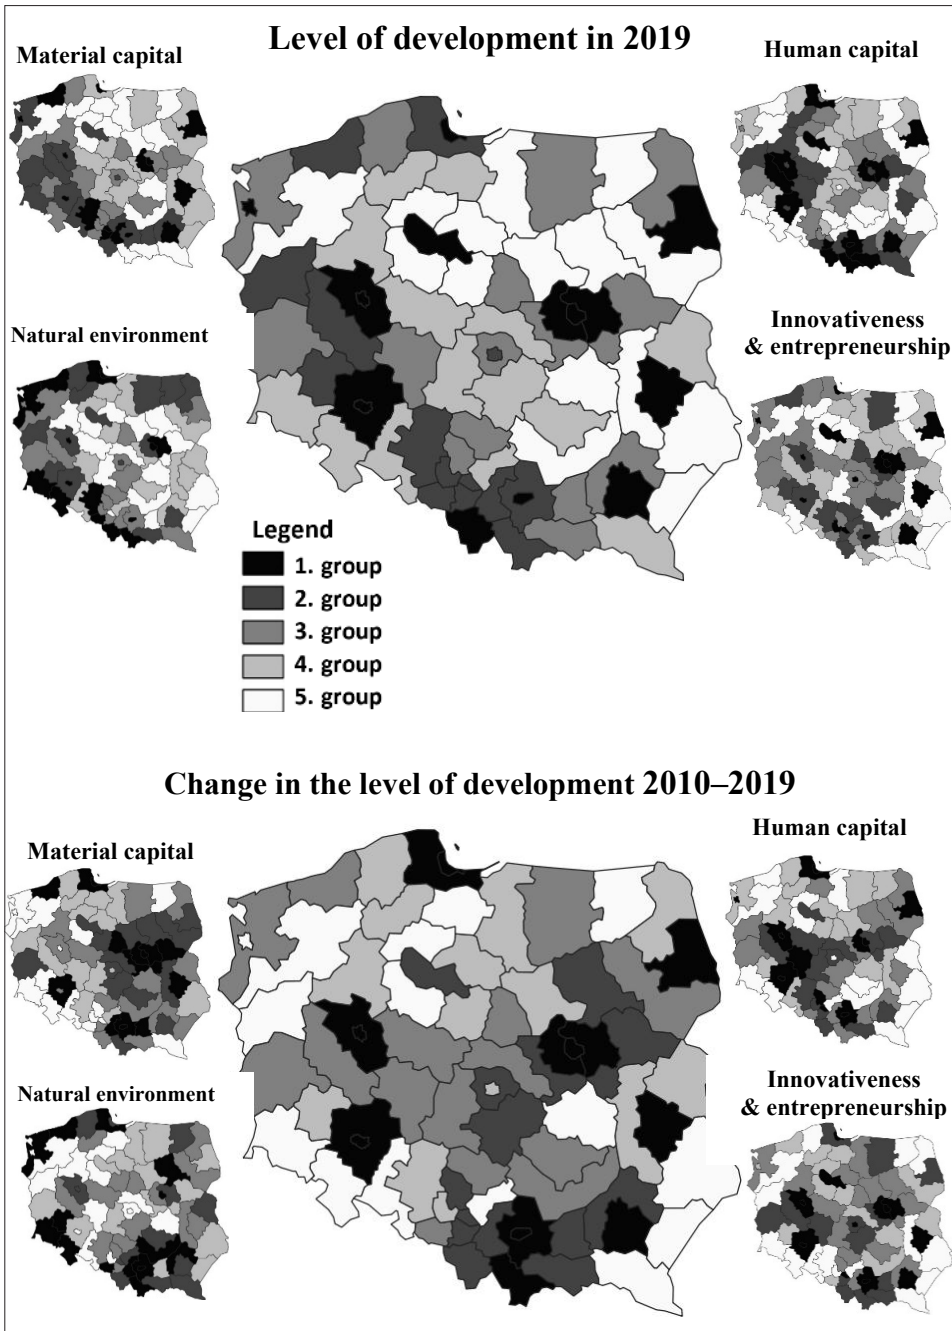 Level of development in 2019
Material capital
Human capital
Natural environment
Innovativeness
& entrepreneurship
Legend
1. group
2. group
3. group
4. group
5. group
Change in the level of development 2010–2019
Material capital
Human capital
Natural environment
Innovativeness
& entrepreneurship